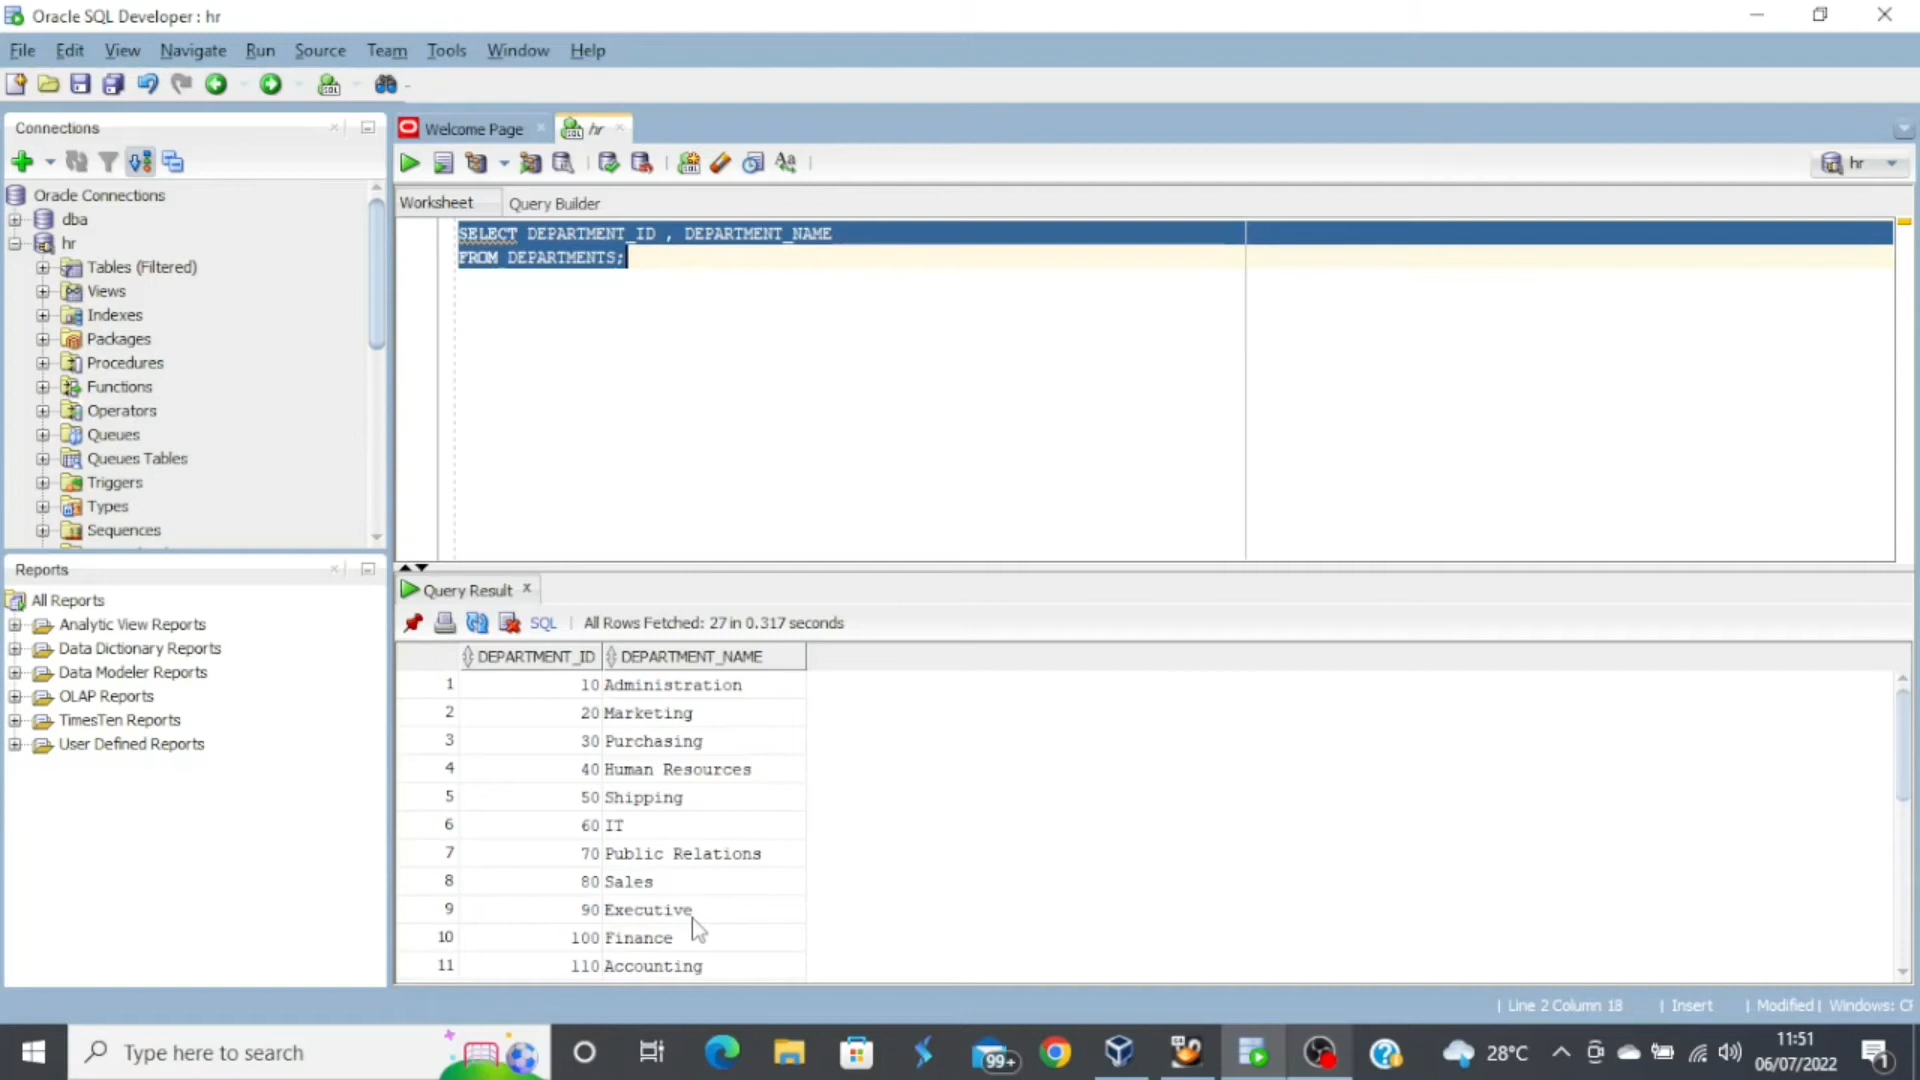 Oracle SQL Developer : hr
File Edit View Navigate Run Source Team Tools Window Help
Connections
Oracle Connections
dba
hr
Tables (Filtered)
Views
Indexes
Packages
Procedures
Functions
Operators
Queues
Queues Tables
Triggers
Types
Sequences
Reports
All Reports
Analytic View Reports
Data Dictionary Reports
Data Modeler Reports
OLAP Reports
TimesTen Reports
User Defined Reports
Welcome Page hr
hr
Worksheet Query Builder
SELECT DEPARTMENT_ID , DEPARTMENT_NAME
FROM DEPARTMENTS;
Query Result
SQL All Rows Fetched: 27 in 0.317 seconds
DEPARTMENT_ID DEPARTMENT_NAME
1 10 Administration
2 20 Marketing
3 30 Purchasing
4 40 Human Resources
5 50 Shipping
6 60 IT
7 70 Public Relations
8 80 Sales
9 90 Executive
10 100 Finance
11 110 Accounting
| Line 2 Column 18 | Insert | Modified | Windows: CR
Type here to search
99+
28°C
11:51
06/07/2022
1